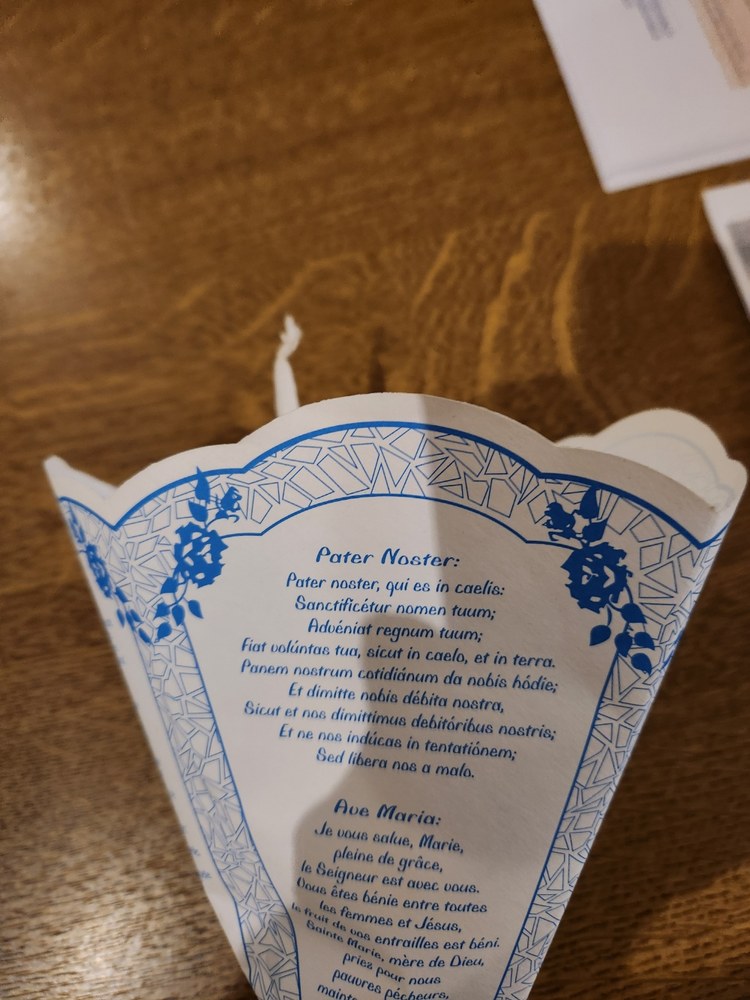 Pater Noster:
Pater noster, qui es in caelis:
Sanctificétur nomen tuum;
Advéniat regnum tuum;
Fiat volúntas tua, sicut in caelo, et in terra.
Panem nostrum cotidiánum da nobis hódie;
Et dimitte nobis débita nostra,
Sicut et nos dimittimus debitóribus nostris;
Et ne nos indúcas in tentatiónem;
Sed libera nos a malo.
Ave Maria:
Je vous salue, Marie,
pleine de grâce,
le Seigneur est avec vous.
Vous êtes bénie entre toutes
les femmes et Jésus,
le fruit de vos entrailles est béni.
Sainte Marie, mère de Dieu,
priez pour nous
pauvres pécheurs,